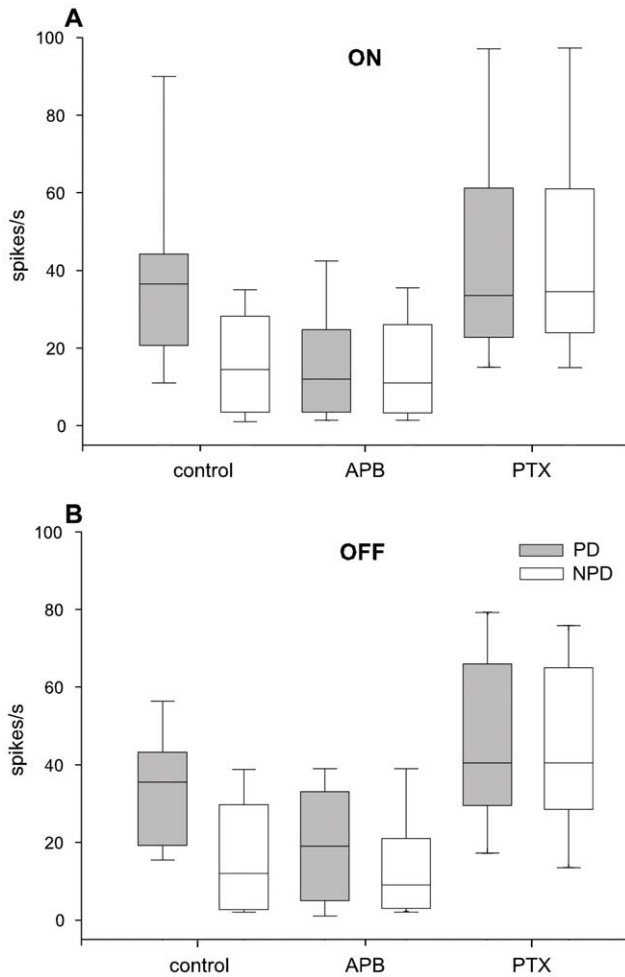 A
ON
100
80
60
40
20
0
spikes/s
control APB PTX
B
OFF
PD
NPD
100
80
60
40
20
0
spikes/s
control APB PTX